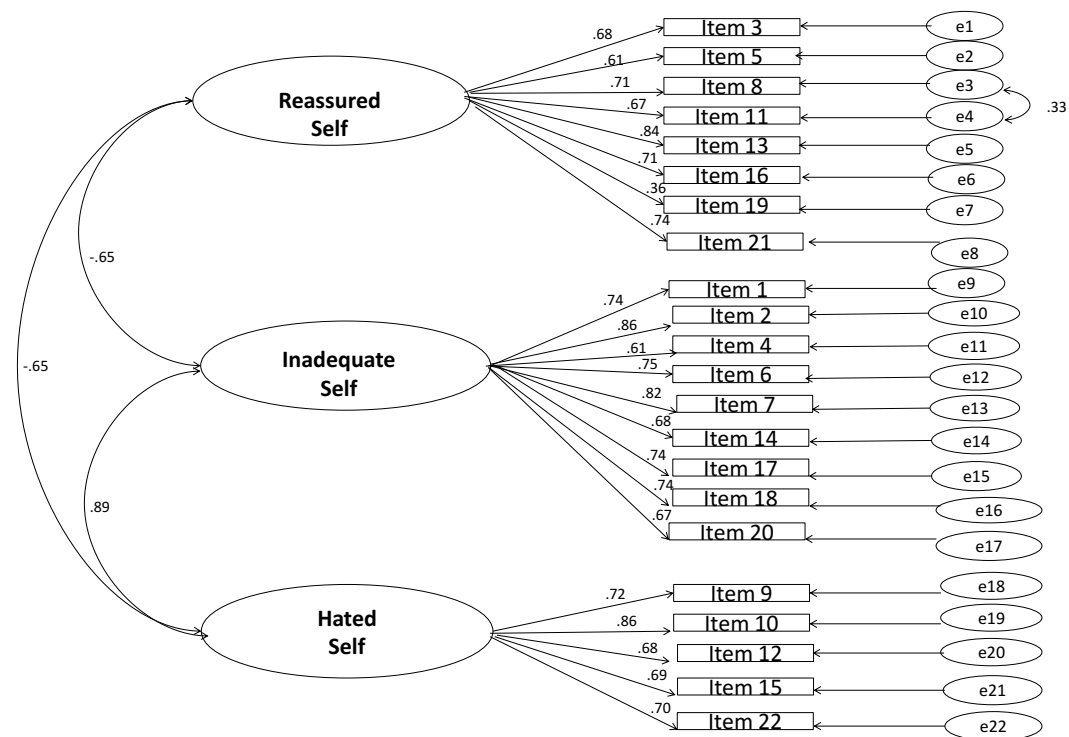 .68
Item 3
e1
.61
Item 5
e2
.71
Item 8
e3
.33
.67
Item 11
e4
.84
Item 13
e5
.71
Item 16
e6
.36
Item 19
e7
.74
Item 21
e8
Reassured
Self
-.65
-.65
.89
.74
Item 1
e9
.86
Item 2
e10
.61
Item 4
e11
.75
Item 6
e12
.82
Item 7
e13
.68
Item 14
e14
.74
Item 17
e15
.74
Item 18
e16
.67
Item 20
e17
Inadequate
Self
.72
Item 9
e18
.86
Item 10
e19
.68
Item 12
e20
.69
Item 15
e21
.70
Item 22
e22
Hated
Self